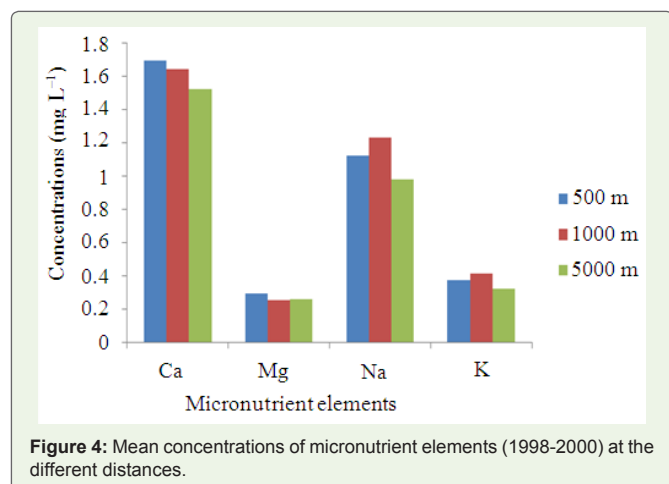 1.8
1.6
1.4
1.2
1
0.8
0.6
0.4
0.2
0
Concentrations (mg L⁻¹)
Ca Mg Na K
Micronutrient elements
500 m
1000 m
5000 m
Figure 4: Mean concentrations of micronutrient elements (1998-2000) at the
different distances.